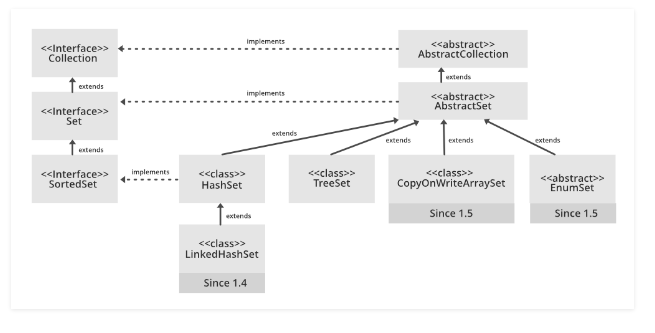 implements
<<Interface>>
Collection
<<abstract>>
AbstractCollection
extends
extends
implements
<<Interface>>
Set
<<abstract>>
AbstractSet
extends
extends
extends
extends
extends
<<Interface>>
SortedSet
implements
<<class>>
HashSet
<<class>>
TreeSet
<<class>>
CopyOnWriteArraySet
Since 1.5
<<abstract>>
EnumSet
Since 1.5
extends
<<class>>
LinkedHashSet
Since 1.4